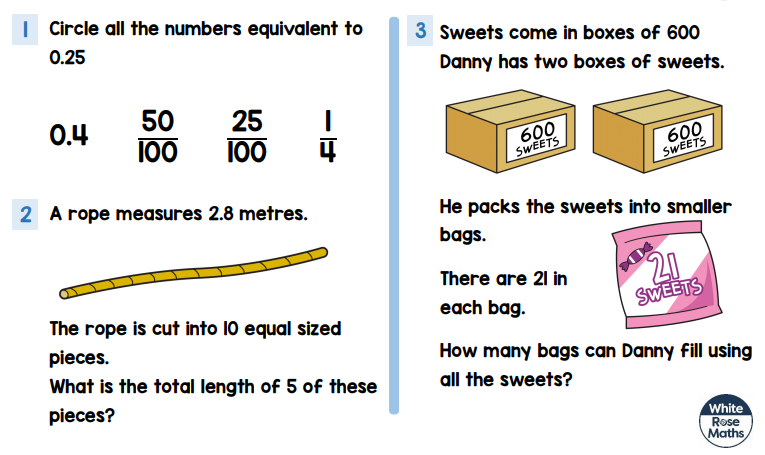 1
Circle all the numbers equivalent to
0.25
0.4 50/100 25/100 1/4
2
A rope measures 2.8 metres.
The rope is cut into 10 equal sized
pieces.
What is the total length of 5 of these
pieces?
3
Sweets come in boxes of 600
Danny has two boxes of sweets.
600
SWEETS
600
SWEETS
He packs the sweets into smaller
bags.
There are 21 in
each bag.
21
SWEETS
How many bags can Danny fill using
all the sweets?
White
Rose
Maths